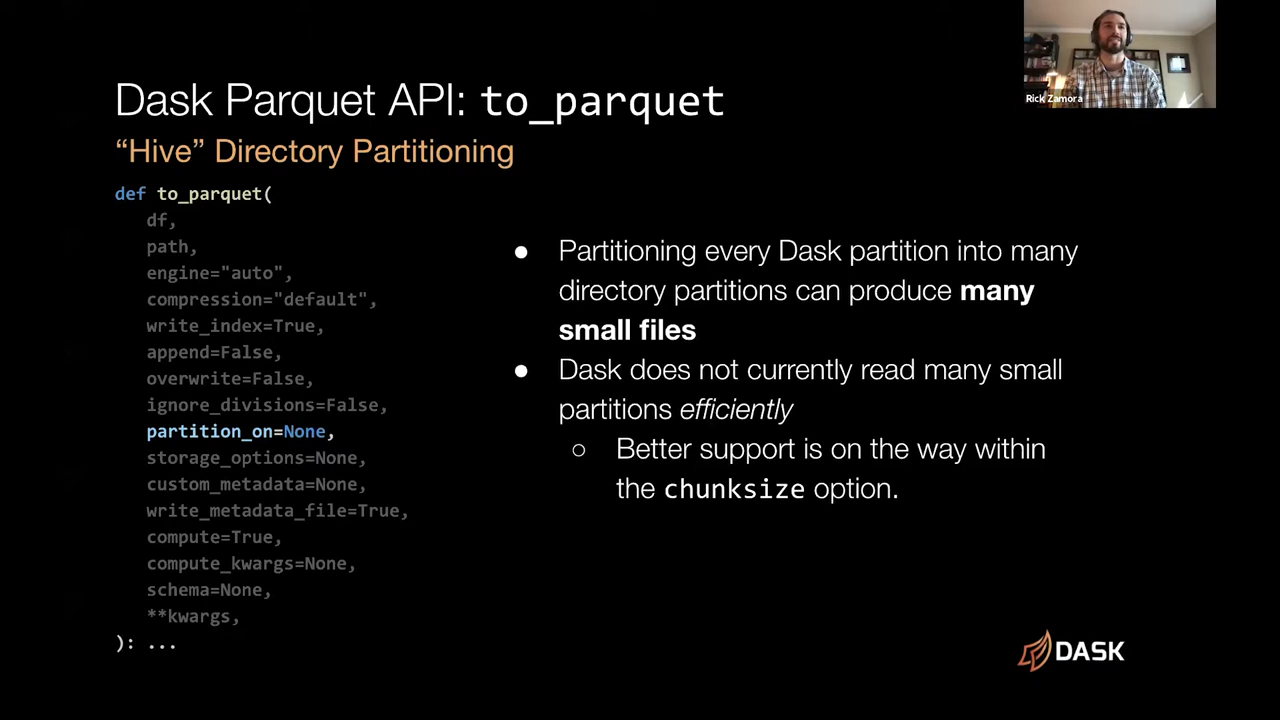 Dask Parquet API: to_parquet
“Hive” Directory Partitioning
def to_parquet(
df,
path,
engine="auto",
compression="default",
write_index=True,
append=False,
overwrite=False,
ignore_divisions=False,
partition_on=None,
storage_options=None,
custom_metadata=None,
write_metadata_file=True,
compute=True,
compute_kwargs=None,
schema=None,
**kwargs,
): ...
● Partitioning every Dask partition into many
directory partitions can produce many
small files
● Dask does not currently read many small
partitions efficiently
○ Better support is on the way within
the chunksize option.
Rick Zamora
DASK